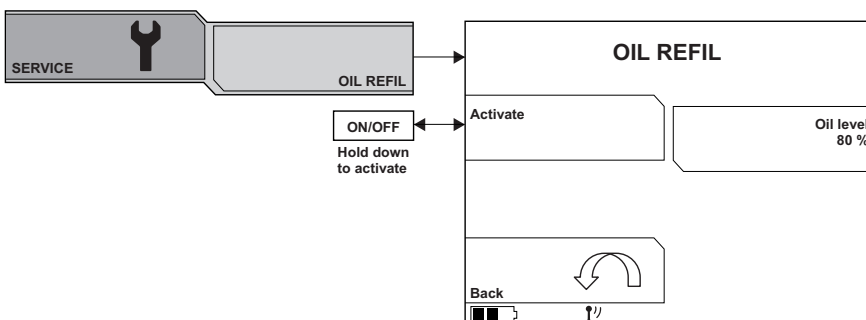 SERVICE
OIL REFIL
OIL REFIL
ON/OFF
Hold down
to activate
Activate
Oil level
80 %
Back